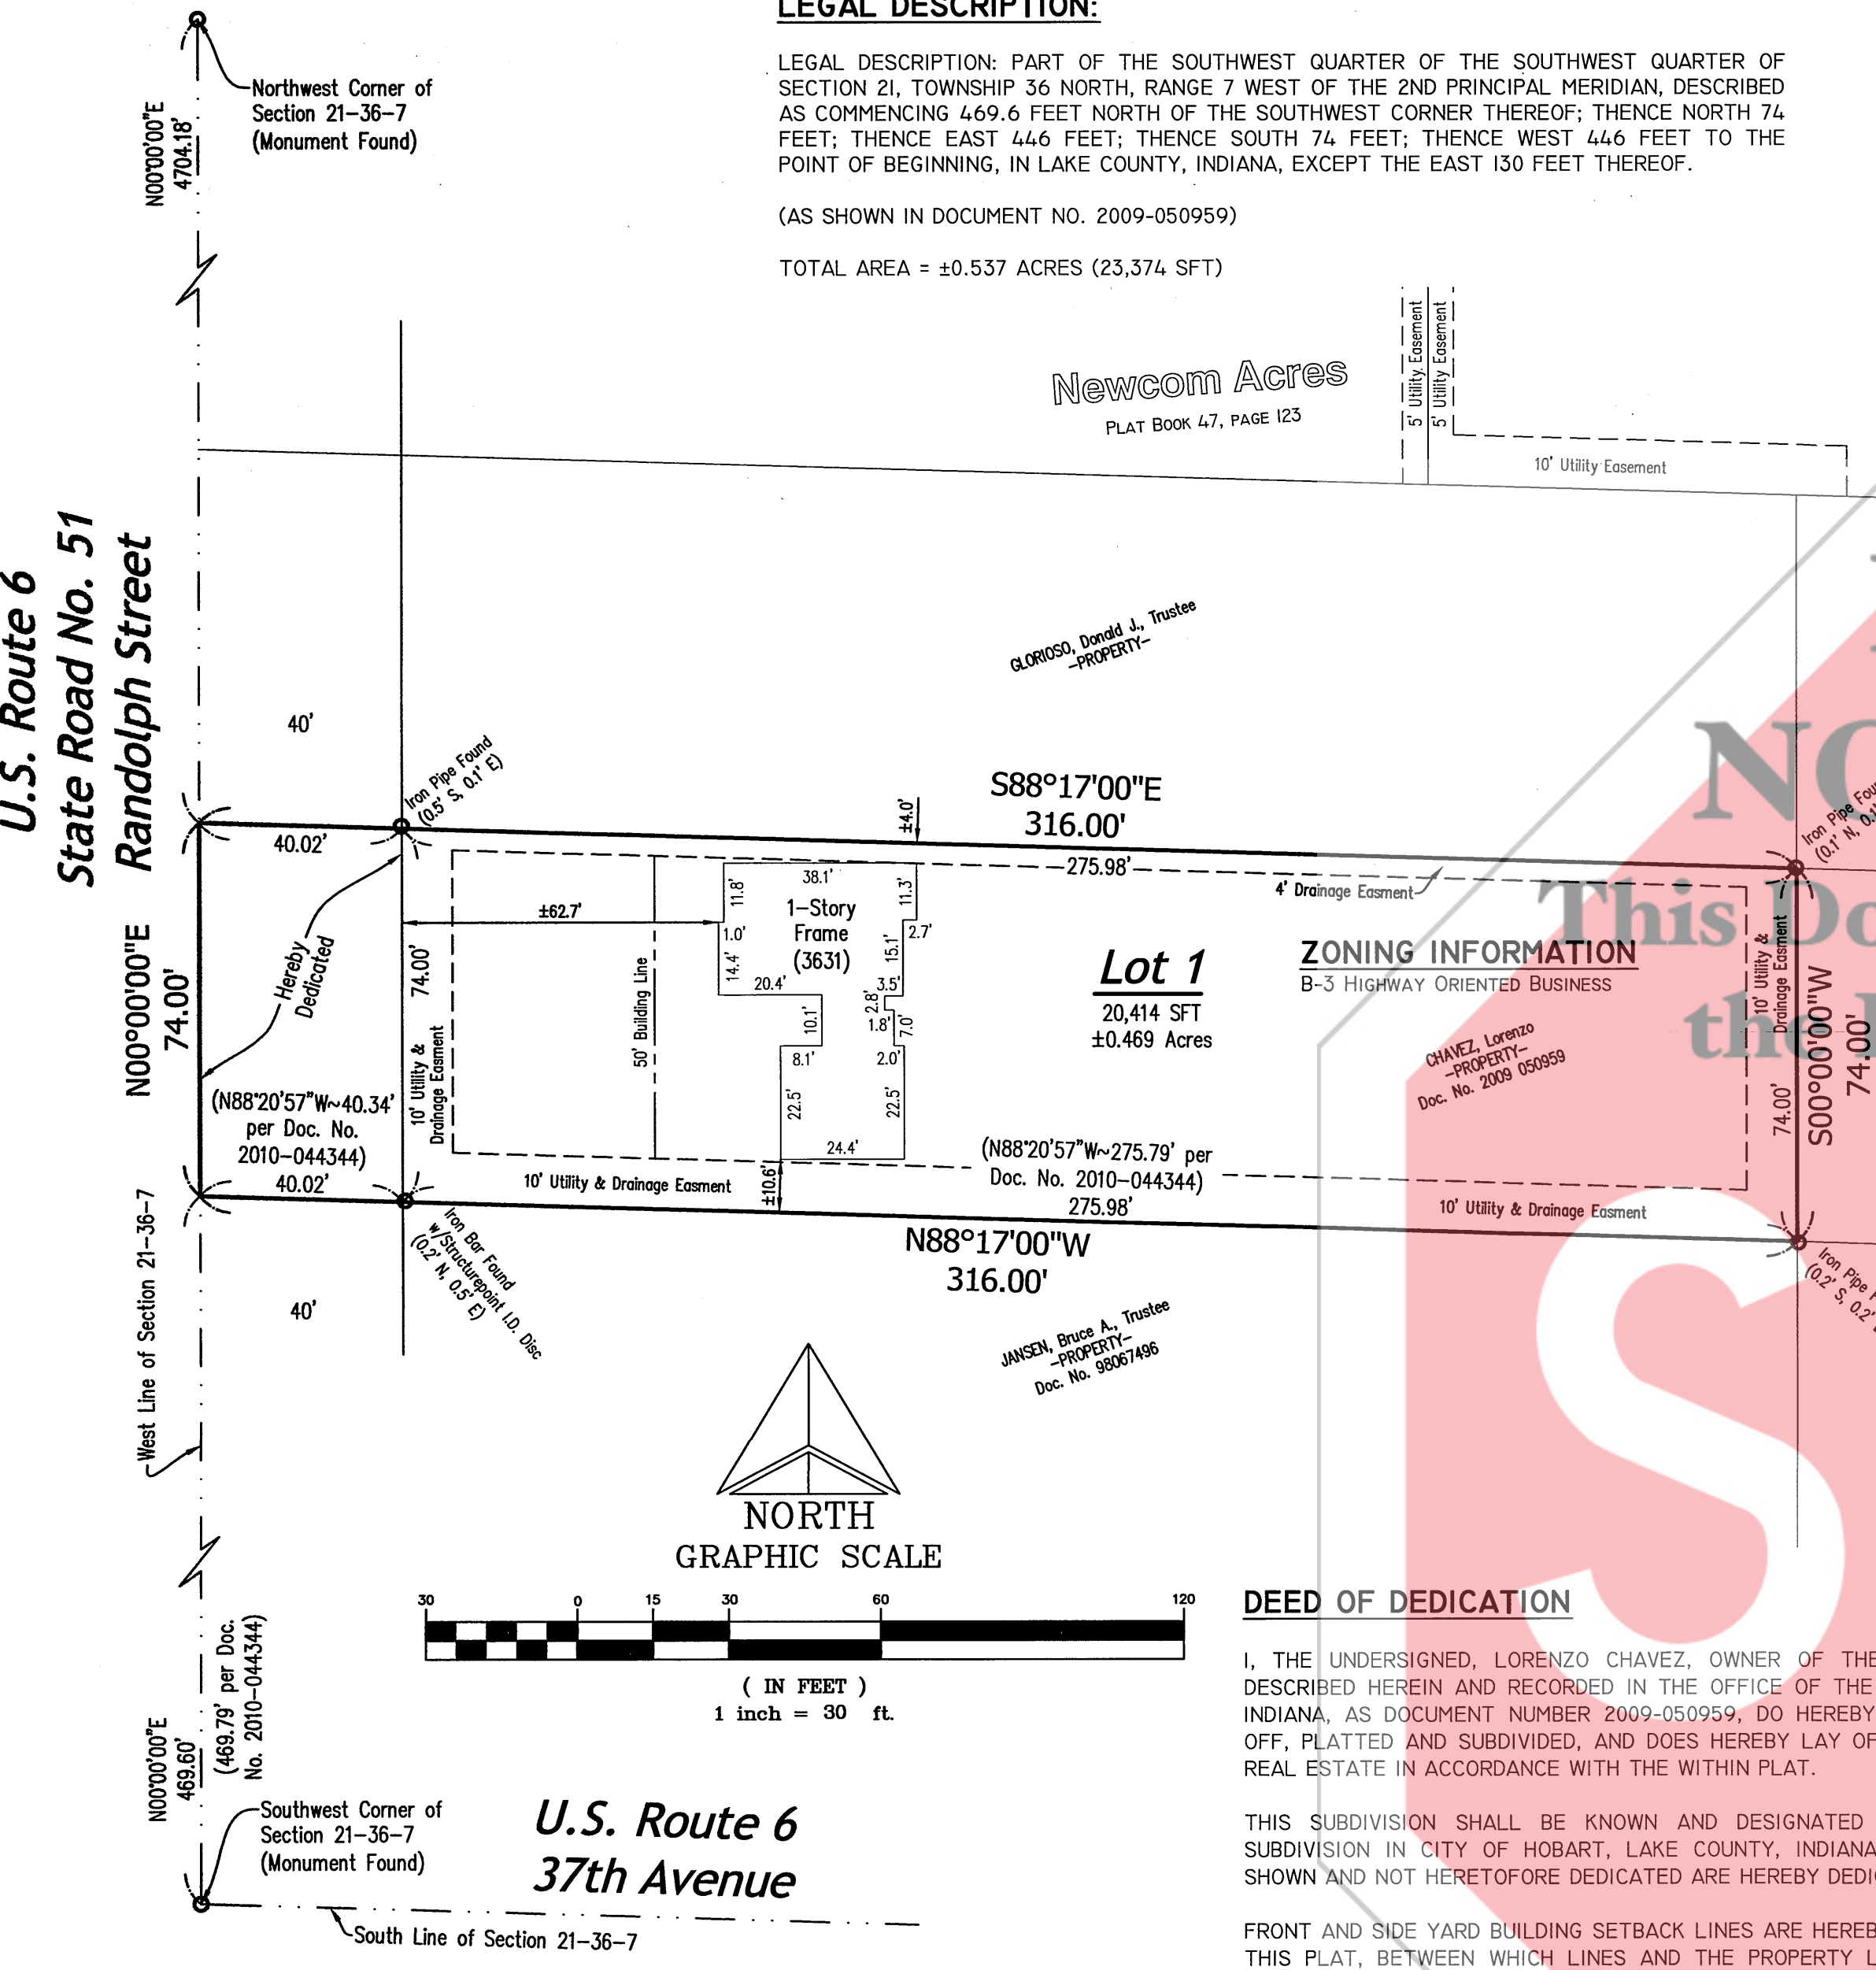 LEGAL DESCRIPTION:
LEGAL DESCRIPTION: PART OF THE SOUTHWEST QUARTER OF THE SOUTHWEST QUARTER OF
SECTION 21, TOWNSHIP 36 NORTH, RANGE 7 WEST OF THE 2ND PRINCIPAL MERIDIAN, DESCRIBED
AS COMMENCING 469.6 FEET NORTH OF THE SOUTHWEST CORNER THEREOF; THENCE NORTH 74
FEET; THENCE EAST 446 FEET; THENCE SOUTH 74 FEET; THENCE WEST 446 FEET TO THE
POINT OF BEGINNING, IN LAKE COUNTY, INDIANA, EXCEPT THE EAST 130 FEET THEREOF.
(AS SHOWN IN DOCUMENT NO. 2009-050959)
TOTAL AREA = ±0.537 ACRES (23,374 SFT)
Northwest Corner of
Section 21-36-7
(Monument Found)
N00°00'00"E
4704.18'
5' Utility Easement
5' Utility Easement
10' Utility Easement
Newcom Acres
PLAT BOOK 47, PAGE 123
U.S. Route 6
State Road No. 51
Randolph Street
GLORIOSO, Donald J., Trustee
-PROPERTY-
40'
Iron Pipe Found
(0.5' S, 0.1' E)
S88°17'00"E
316.00'
±4.0'
40.02'
275.98'
4' Drainage Easment
Iron Pipe Fou
(0.1' N, 0.1'
NO
This Do
the
Hereby
Dedicated
N00°00'00"E
74.00'
±62.7'
74.00'
10' Utility &
Drainage Easment
50' Building Line
38.1'
11.8'
11.3'
1-Story
Frame
(3631)
1.0'
2.7'
14.4'
15.1'
20.4'
3.5'
2.8'
10.1'
1.8'
7.0'
8.1'
2.0'
22.5'
22.5'
24.4'
±10.6'
Lot 1
20,414 SFT
±0.469 Acres
ZONING INFORMATION
B-3 HIGHWAY ORIENTED BUSINESS
CHAVEZ, Lorenzo
-PROPERTY-
Doc. No. 2009 050959
10' Utility &
Drainage Easment
74.00'
S00°00'00"W
74.00'
(N88°20'57"W~40.34'
per Doc. No.
2010-044344)
40.02'
10' Utility & Drainage Easment
(N88°20'57"W~275.79' per
Doc. No. 2010-044344)
275.98'
10' Utility & Drainage Easment
N88°17'00"W
316.00'
Iron Bar Found
w/Structurepoint I.D. Disc
(0.2' N, 0.5' E)
Iron Pipe
(0.2' S, 0.2'
40'
West Line of Section 21-36-7
JANSEN, Bruce A., Trustee
-PROPERTY-
Doc. No. 98067496
S
NORTH
GRAPHIC SCALE
30 0 15 30 60 120
( IN FEET )
1 inch = 30 ft.
N00°00'00"E
469.60'
(469.79' per Doc.
No. 2010-044344)
Southwest Corner of
Section 21-36-7
(Monument Found)
U.S. Route 6
37th Avenue
South Line of Section 21-36-7
DEED OF DEDICATION
I, THE UNDERSIGNED, LORENZO CHAVEZ, OWNER OF THE
DESCRIBED HEREIN AND RECORDED IN THE OFFICE OF THE
INDIANA, AS DOCUMENT NUMBER 2009-050959, DO HEREBY
OFF, PLATTED AND SUBDIVIDED, AND DOES HEREBY LAY OF
REAL ESTATE IN ACCORDANCE WITH THE WITHIN PLAT.
THIS SUBDIVISION SHALL BE KNOWN AND DESIGNATED
SUBDIVISION IN CITY OF HOBART, LAKE COUNTY, INDIANA
SHOWN AND NOT HERETOFORE DEDICATED ARE HEREBY DEDI
FRONT AND SIDE YARD BUILDING SETBACK LINES ARE HEREB
THIS PLAT, BETWEEN WHICH LINES AND THE PROPERTY L